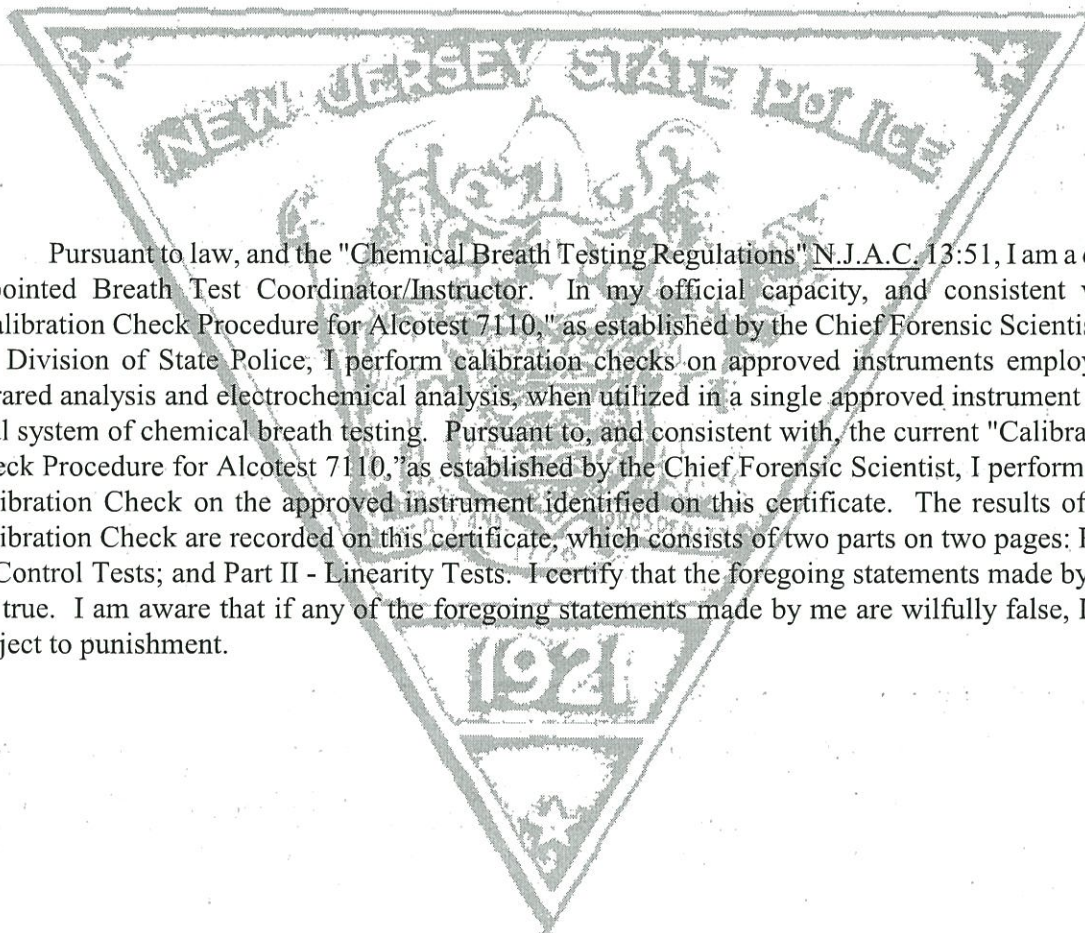 NEW JERSEY STATE POLICE
Pursuant to law, and the "Chemical Breath Testing Regulations" N.J.A.C. 13:51, I am a
ointed Breath Test Coordinator/Instructor. In my official capacity, and consistent
alibration Check Procedure for Alcotest 7110," as established by the Chief Forensic Scientis
Division of State Police, I perform calibration checks on approved instruments employ
rared analysis and electrochemical analysis, when utilized in a single approved instrument
al system of chemical breath testing. Pursuant to, and consistent with, the current "Calibra
eck Procedure for Alcotest 7110,"as established by the Chief Forensic Scientist, I perform
ibration Check on the approved instrument identified on this certificate. The results of
ibration Check are recorded on this certificate, which consists of two parts on two pages:
Control Tests; and Part II - Linearity Tests. I certify that the foregoing statements made by
true. I am aware that if any of the foregoing statements made by me are wilfully false, I
ject to punishment.
1921